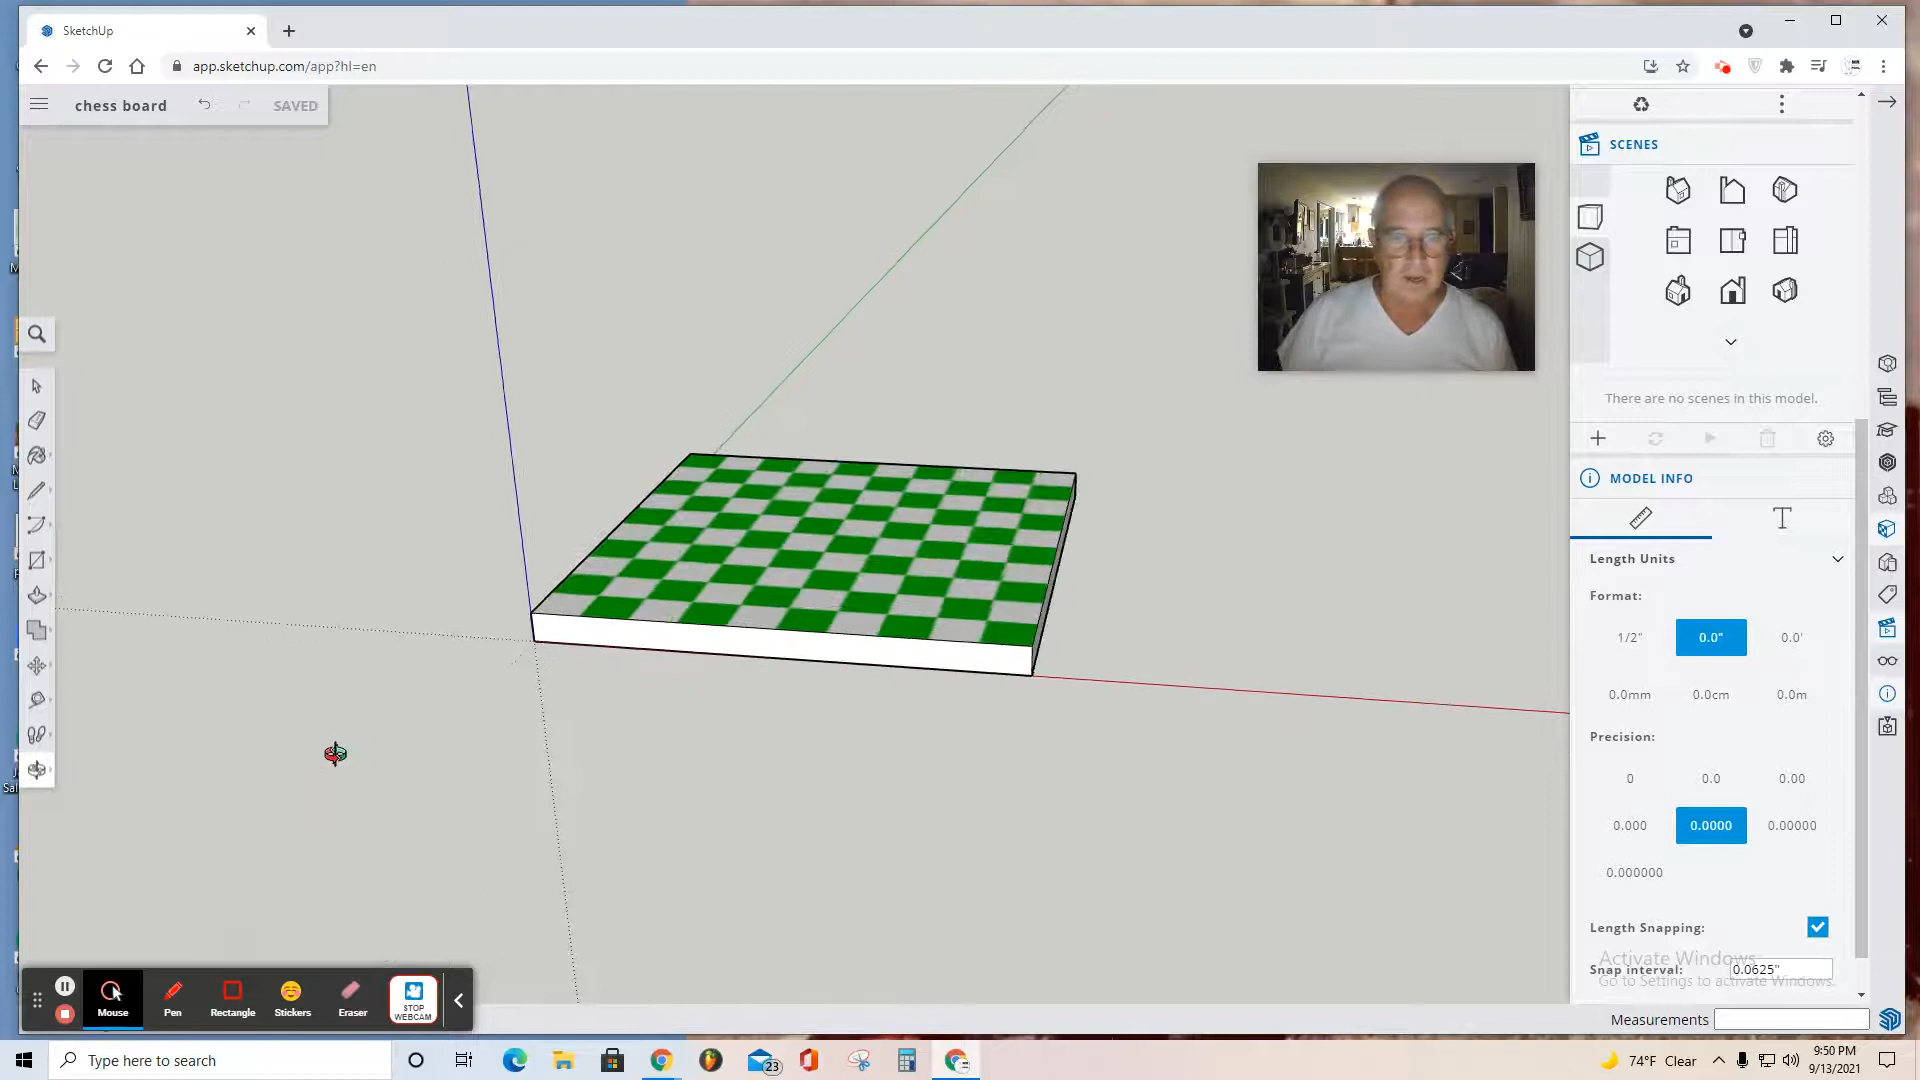 SketchUp
app.sketchup.com/app?hl=en
chess board
SAVED
SCENES
There are no scenes in this model.
MODEL INFO
Length Units
Format:
1/2" 0.0" 0.0'
0.0mm 0.0cm 0.0m
Precision:
0 0.0 0.00
0.000 0.0000 0.00000
0.000000
Length Snapping:
Activate Windows
Snap interval: 0.0625"
Go to Settings to activate Windows.
Measurements
Mouse Pen Rectangle Stickers Eraser STOP
WEBCAM
Type here to search
23
74°F Clear
9:50 PM
9/13/2021